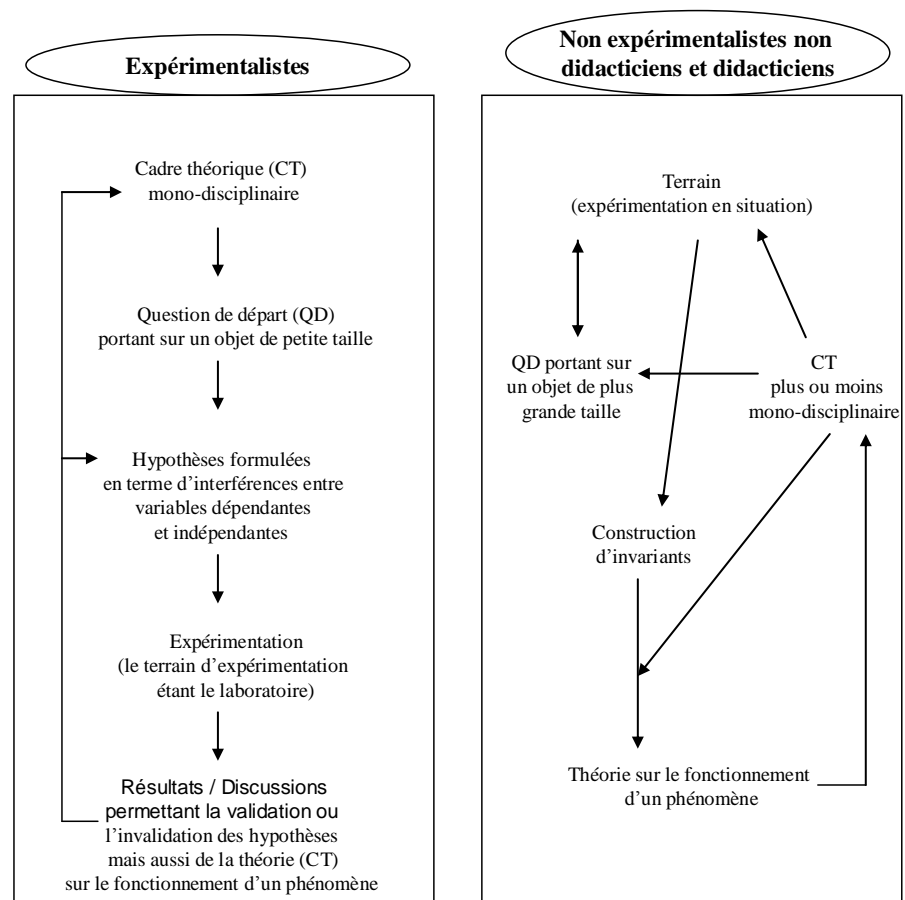 Expérimentalistes
Cadre théorique (CT)
mono-disciplinaire
Question de départ (QD)
portant sur un objet de petite taille
Hypothèses formulées
en terme d’interférences entre
variables dépendantes
et indépendantes
Expérimentation
(le terrain d’expérimentation
étant le laboratoire)
Résultats / Discussions
permettant la validation ou
l’invalidation des hypothèses
mais aussi de la théorie (CT)
sur le fonctionnement d’un phénomène
Non expérimentalistes non
didacticiens et didacticiens
Terrain
(expérimentation en situation)
QD portant sur
un objet de plus
grande taille
CT
plus ou moins
mono-disciplinaire
Construction
d’invariants
Théorie sur le fonctionnement
d’un phénomène